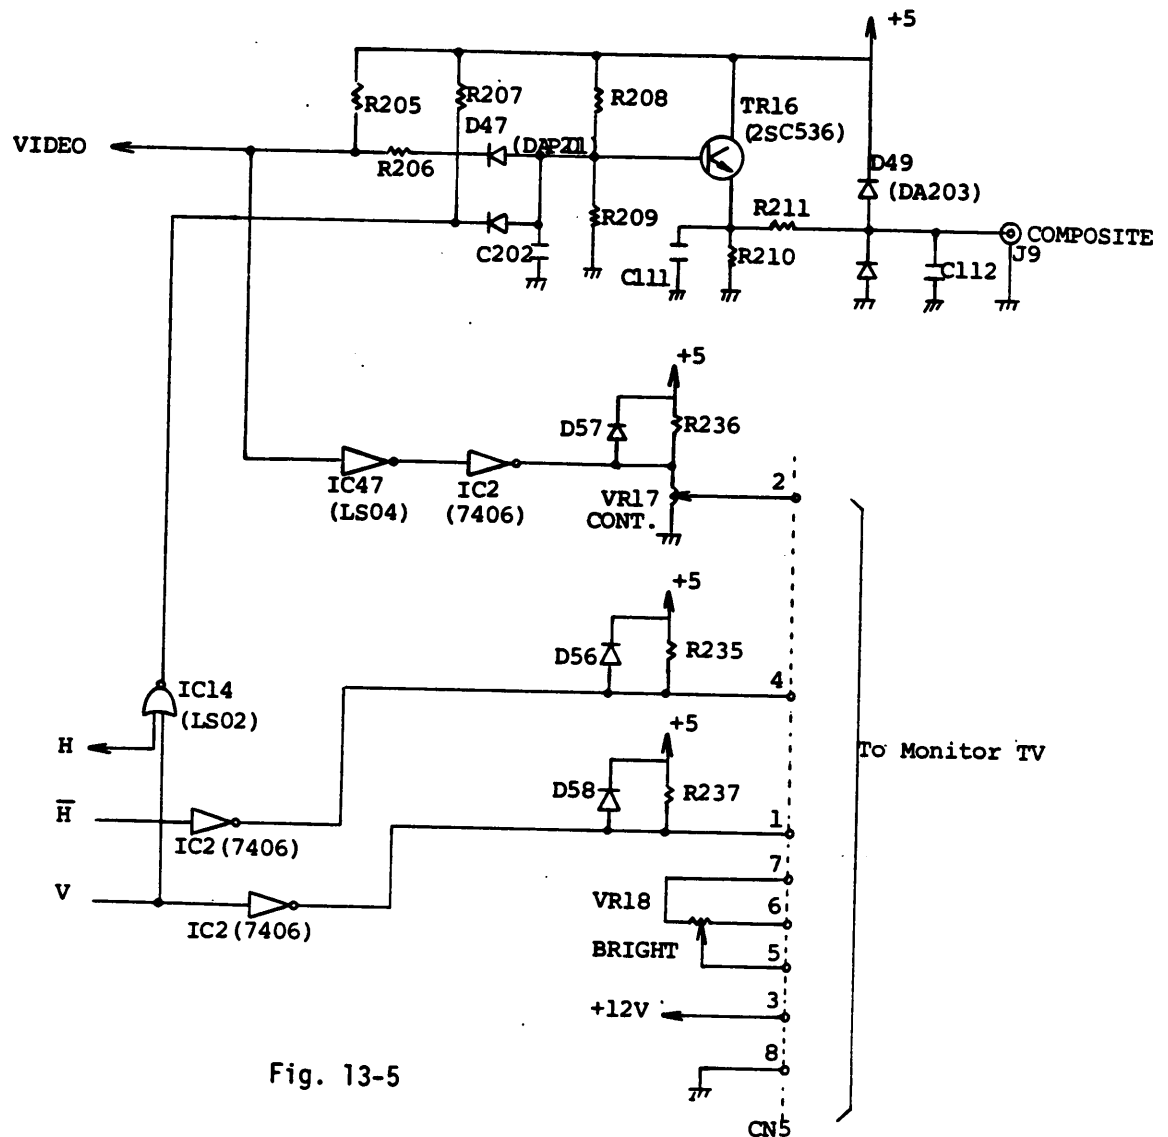 +5
R205
R207
R208
TR16
(2SC536)
D47
(DAP201)
VIDEO
R206
D49
(DA203)
R209
R211
COMPOSITE
J9
C202
C111
R210
C112
+5
D57
R236
IC47
(LS04)
IC2
(7406)
VR17
CONT.
2
+5
D56
R235
4
IC14
(LS02)
H
+5
To Monitor TV
D58
R237
H̅
IC2(7406)
1
V
IC2(7406)
7
VR18
6
BRIGHT
5
+12V
3
8
Fig. 13-5
CN5